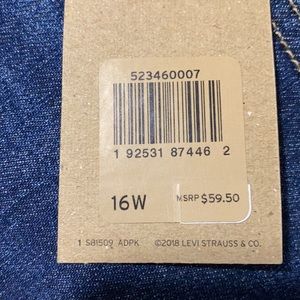 523460007
1 92531 87446 2
16W MSRP $59.50
1 S81509 ADPK ©2018 LEVI STRAUSS & CO.